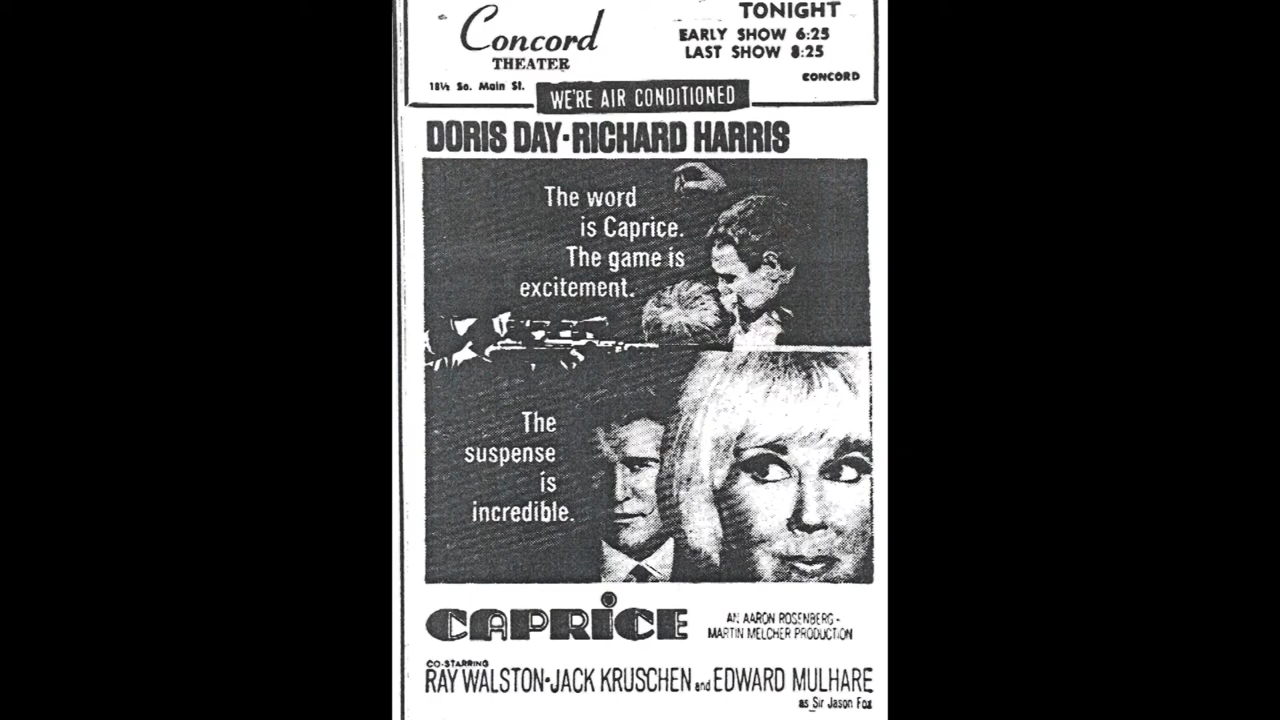 Concord
THEATER
18½ So. Main St.
TONIGHT
EARLY SHOW 6:25
LAST SHOW 8:25
CONCORD
WE'RE AIR CONDITIONED
DORIS DAY·RICHARD HARRIS
The word
is Caprice.
The game is
excitement.
The
suspense
is
incredible.
CAPRiCE
AN AARON ROSENBERG-
MARTIN MELCHER PRODUCTION
CO-STARRING
RAY WALSTON·JACK KRUSCHEN and EDWARD MULHARE
as Sir Jason Fox